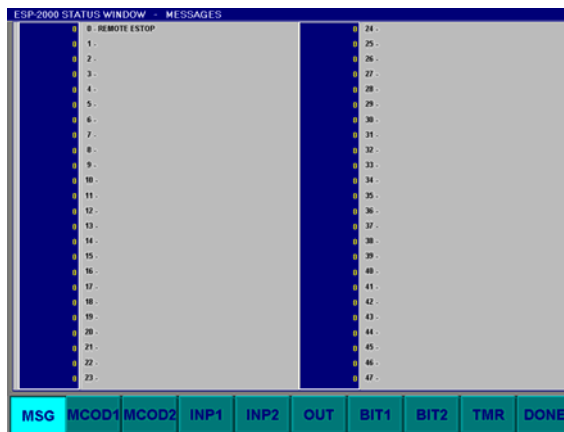 ESP-2000 STATUS WINDOW - MESSAGES
0 0 - REMOTE ESTOP
0 1 -
0 2 -
0 3 -
0 4 -
0 5 -
0 6 -
0 7 -
0 8 -
0 9 -
0 10 -
0 11 -
0 12 -
0 13 -
0 14 -
0 15 -
0 16 -
0 17 -
0 18 -
0 19 -
0 20 -
0 21 -
0 22 -
0 23 -
0 24 -
0 25 -
0 26 -
0 27 -
0 28 -
0 29 -
0 30 -
0 31 -
0 32 -
0 33 -
0 34 -
0 35 -
0 36 -
0 37 -
0 38 -
0 39 -
0 40 -
0 41 -
0 42 -
0 43 -
0 44 -
0 45 -
0 46 -
0 47 -
MSG MCOD1 MCOD2 INP1 INP2 OUT BIT1 BIT2 TMR DONE